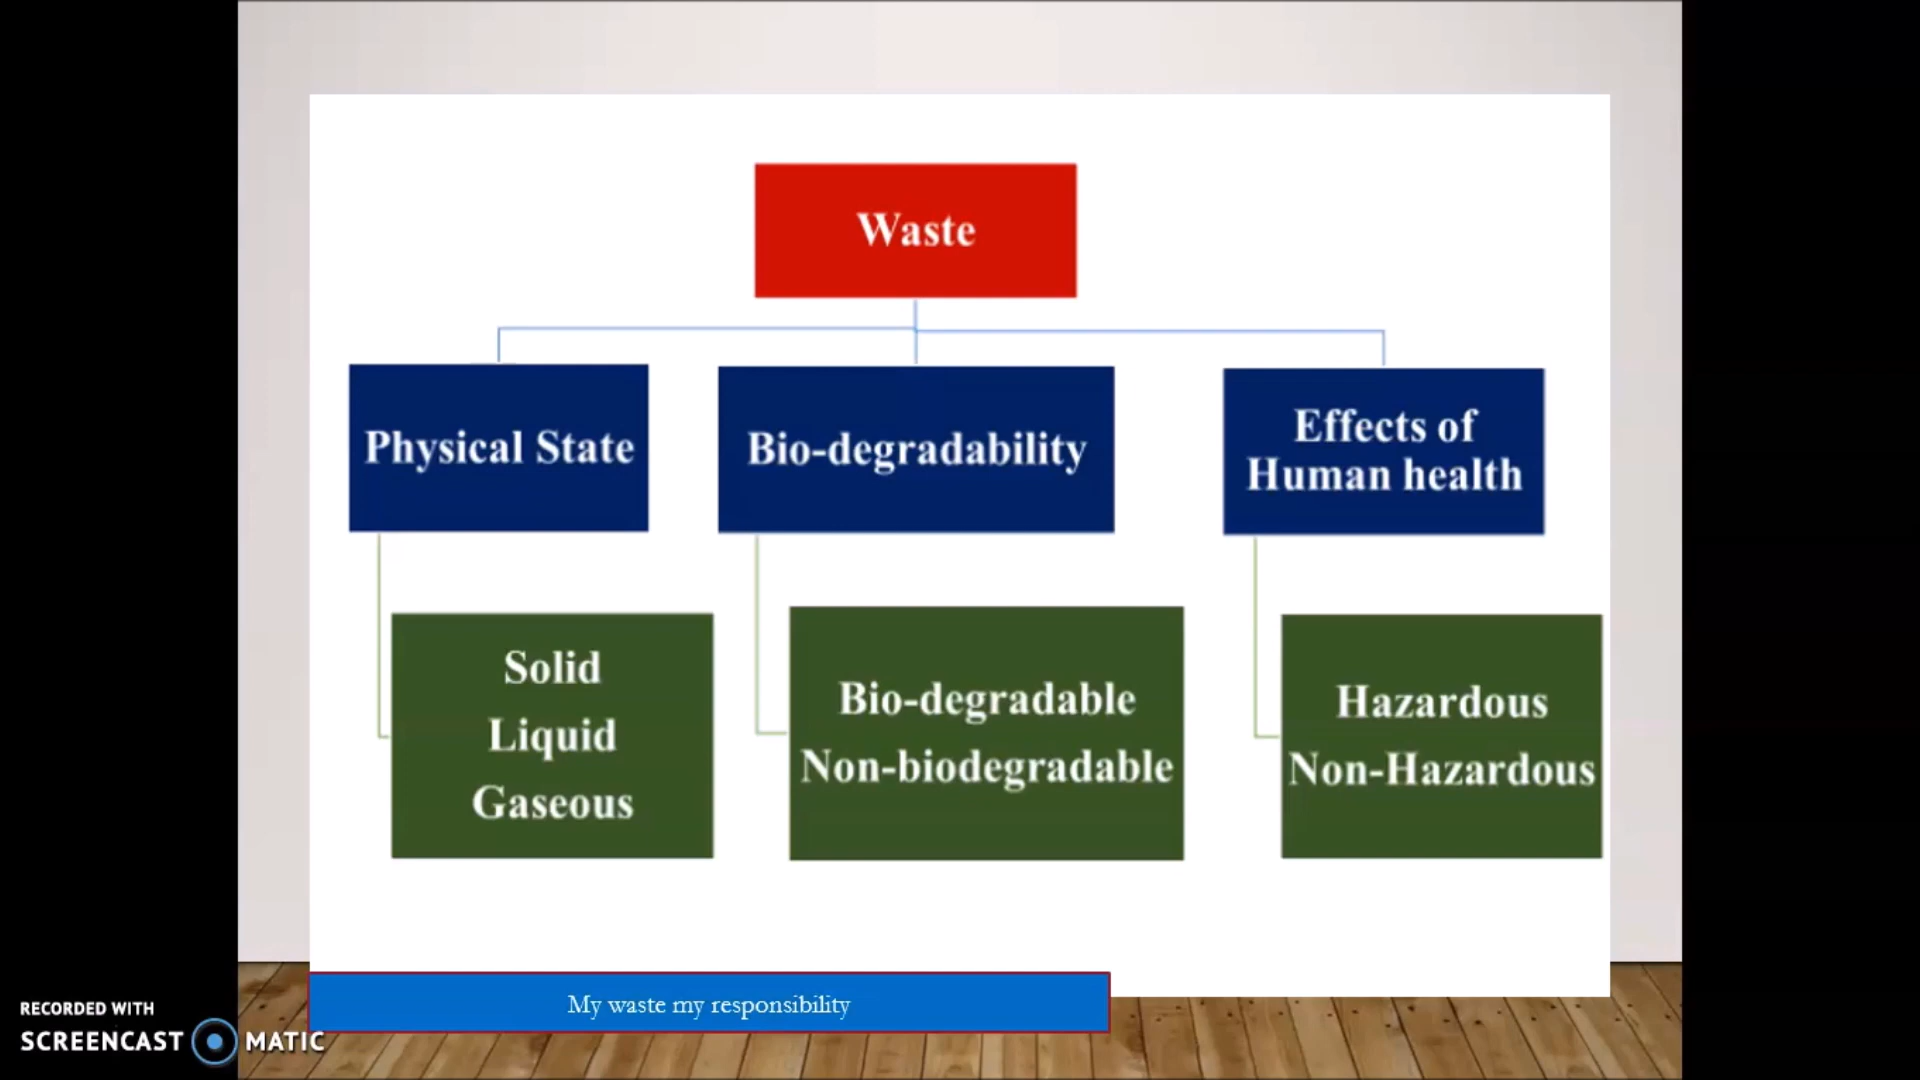 Waste
Physical State
Bio-degradability
Effects of
Human health
Solid
Liquid
Gaseous
Bio-degradable
Non-biodegradable
Hazardous
Non-Hazardous
My waste my responsibility
RECORDED WITH
SCREENCAST MATIC